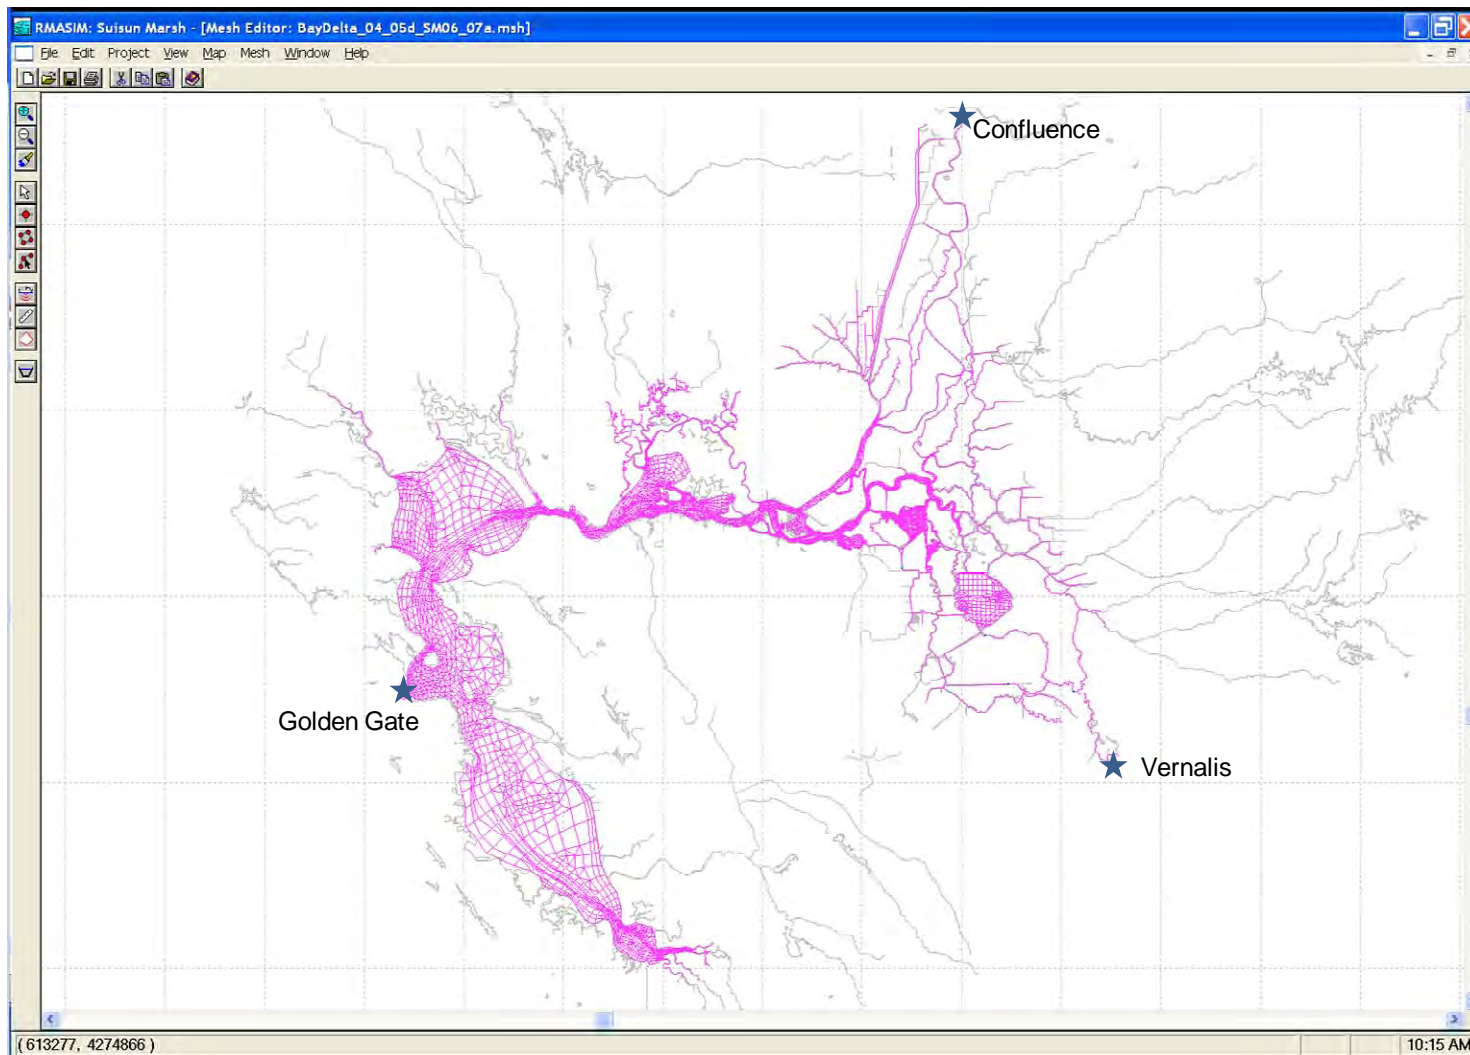 RMASIM: Suisun Marsh - [Mesh Editor: BayDelta_04_05d_SM06_07a.msh]
File Edit Project View Map Mesh Window Help
Confluence
Golden Gate
Vernalis
( 613277, 4274866 )
10:15 AM